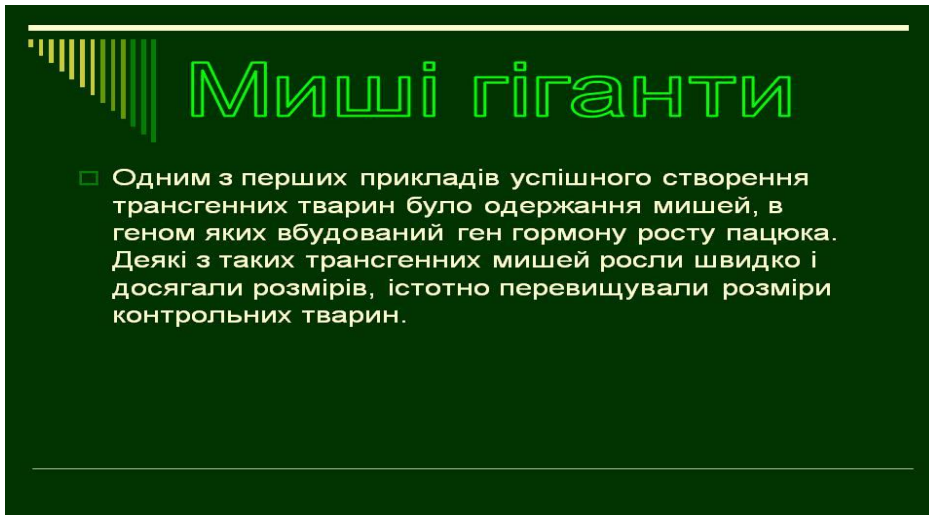 Миші гіганти
Одним з перших прикладів успішного створення
трансгенних тварин було одержання мишей, в
геном яких вбудований ген гормону росту пацюка.
Деякі з таких трансгенних мишей росли швидко і
досягали розмірів, істотно перевищували розміри
контрольних тварин.